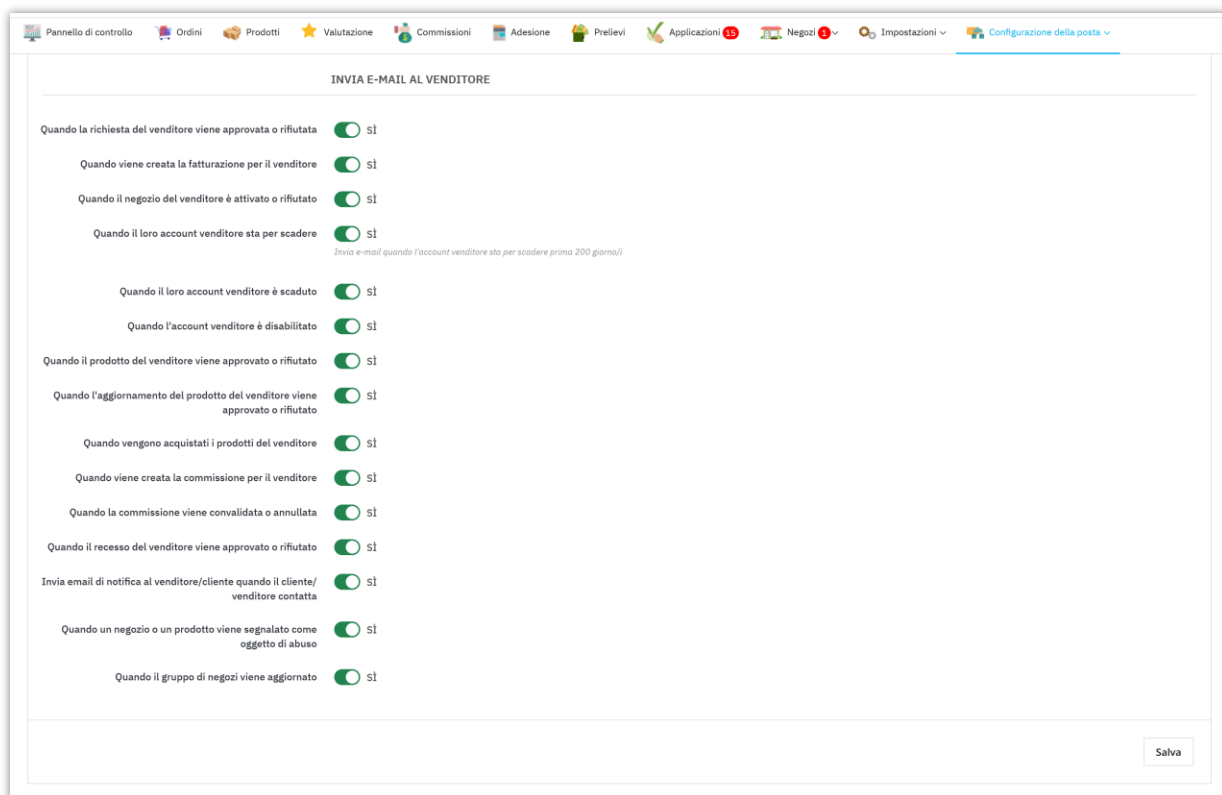 Pannello di controllo Ordini Prodotti Valutazione Commissioni Adesione Prelievi Applicazioni 15 Negozi 1 Impostazioni Configurazione della posta
INVIA E-MAIL AL VENDITORE
Quando la richiesta del venditore viene approvata o rifiutata SÌ
Quando viene creata la fatturazione per il venditore SÌ
Quando il negozio del venditore è attivato o rifiutato SÌ
Quando il loro account venditore sta per scadere SÌ
Invia e-mail quando l'account venditore sta per scadere prima 200 giorno/i
Quando il loro account venditore è scaduto SÌ
Quando l'account venditore è disabilitato SÌ
Quando il prodotto del venditore viene approvato o rifiutato SÌ
Quando l'aggiornamento del prodotto del venditore viene SÌ
approvato o rifiutato
Quando vengono acquistati i prodotti del venditore SÌ
Quando viene creata la commissione per il venditore SÌ
Quando la commissione viene convalidata o annullata SÌ
Quando il recesso del venditore viene approvato o rifiutato SÌ
Invia email di notifica al venditore/cliente quando il cliente/ SÌ
venditore contatta
Quando un negozio o un prodotto viene segnalato come SÌ
oggetto di abuso
Quando il gruppo di negozi viene aggiornato SÌ
Salva